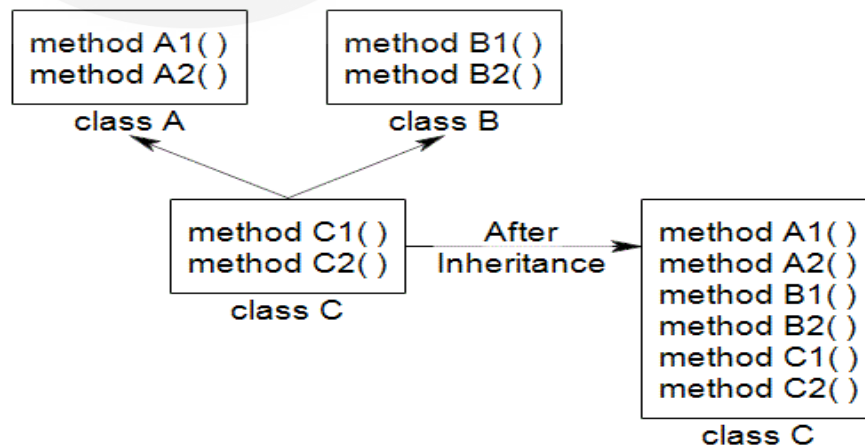 method A1( )
method A2( )
class A
method B1( )
method B2( )
class B
method C1( )
method C2( )
class C
After
Inheritance
method A1( )
method A2( )
method B1( )
method B2( )
method C1( )
method C2( )
class C